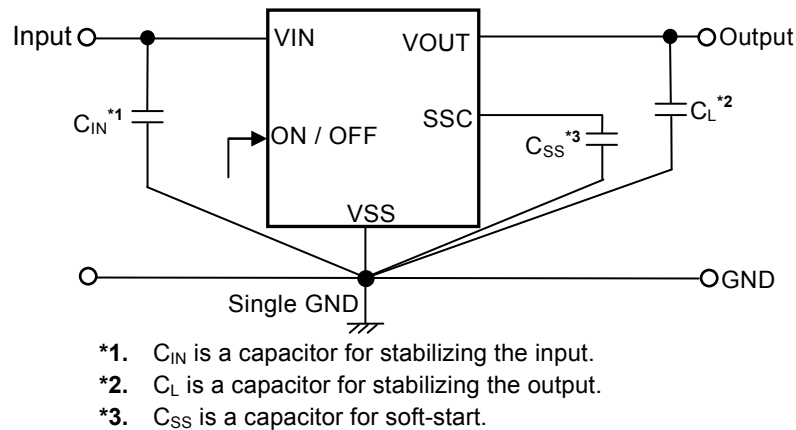 Input VIN VOUT Output
CIN*1 SSC CL*2
ON / OFF CSS*3
VSS
Single GND GND
*1. CIN is a capacitor for stabilizing the input.
*2. CL is a capacitor for stabilizing the output.
*3. CSS is a capacitor for soft-start.